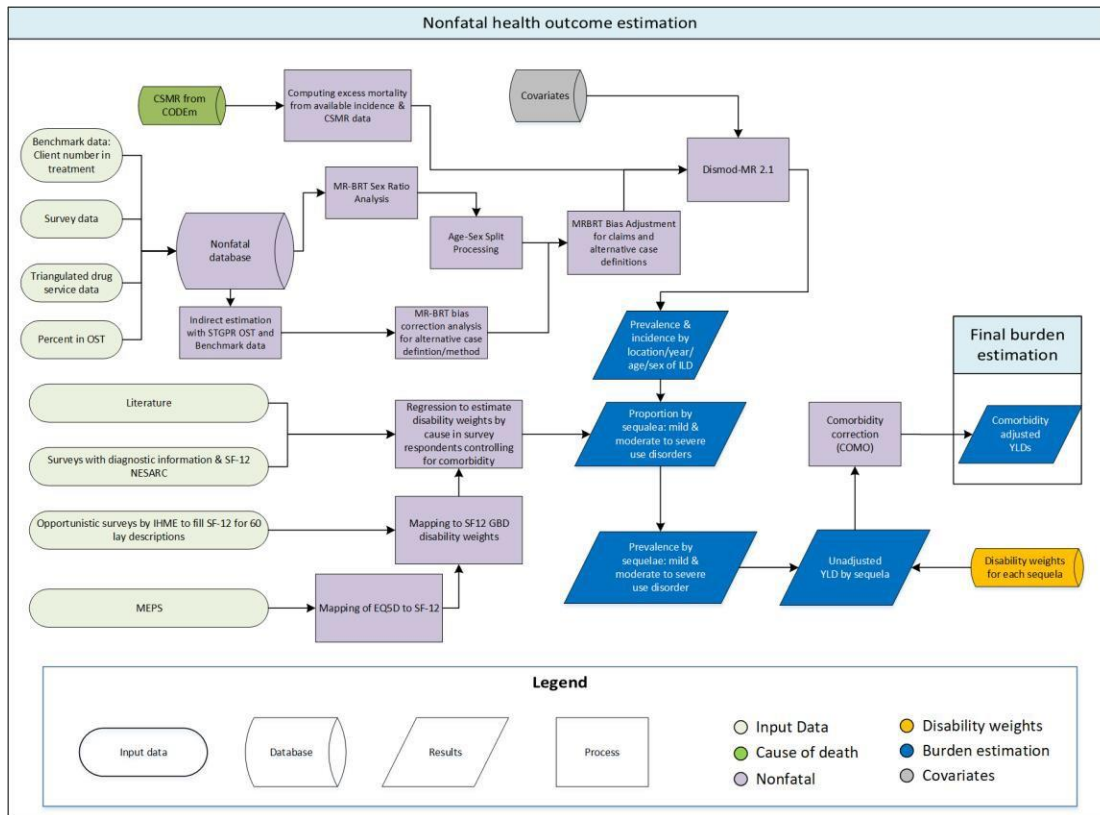 Nonfatal health outcome estimation
CSMR from
CODEm
Computing excess mortality
from available incidence &
CSMR data
Covariates
Benchmark data:
Client number in
treatment
Survey data
Triangulated drug
service data
Percent in OST
Nonfatal
database
MR-BRT Sex Ratio
Analysis
Age-Sex Split
Processing
MRBRT Bias Adjustment
for claims and
alternative case
definitions
Dismod-MR 2.1
Indirect estimation
with STGPR OST and
Benchmark data
MR-BRT bias
correction analysis
for alternative case
defintion/method
Prevalence &
incidence by
location/year/
age/sex of ILD
Final burden
estimation
Literature
Surveys with diagnostic information & SF-12
NESARC
Regression to estimate
disability weights by
cause in survey
respondents controlling
for comorbidity
Proportion by
sequalea: mild &
moderate to severe
use disorders
Comorbidity
correction
(COMO)
Comorbidity
adjusted
YLDs
Opportunistic surveys by IHME to fill SF-12 for 60
lay descriptions
Mapping to SF12 GBD
disability weights
Prevalence by
sequelae: mild &
moderate to severe
use disorder
Unadjusted
YLD by sequela
Disability weights
for each sequela
MEPS
Mapping of EQ5D to SF-12
Legend
Input data
Database
Results
Process
Input Data
Cause of death
Nonfatal
Disability weights
Burden estimation
Covariates